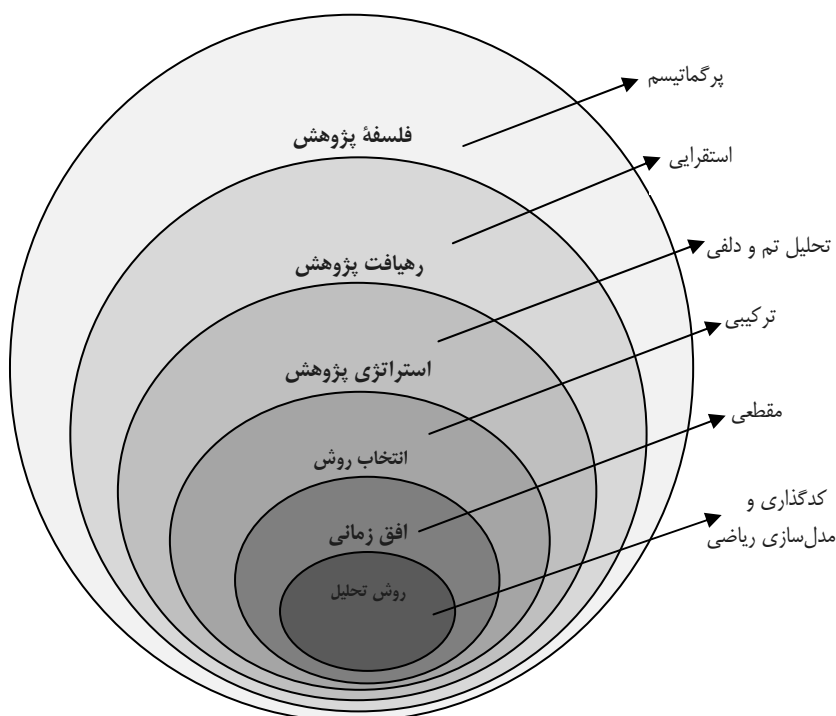 پرگماتیسم
فلسفۀ پژوهش
استقرایی
رهیافت پژوهش
تحلیل تم و دلفی
استراتژی پژوهش
ترکیبی
انتخاب روش
مقطعی
افق زمانی
کدگذاری و
مدل‌سازی ریاضی
روش تحلیل